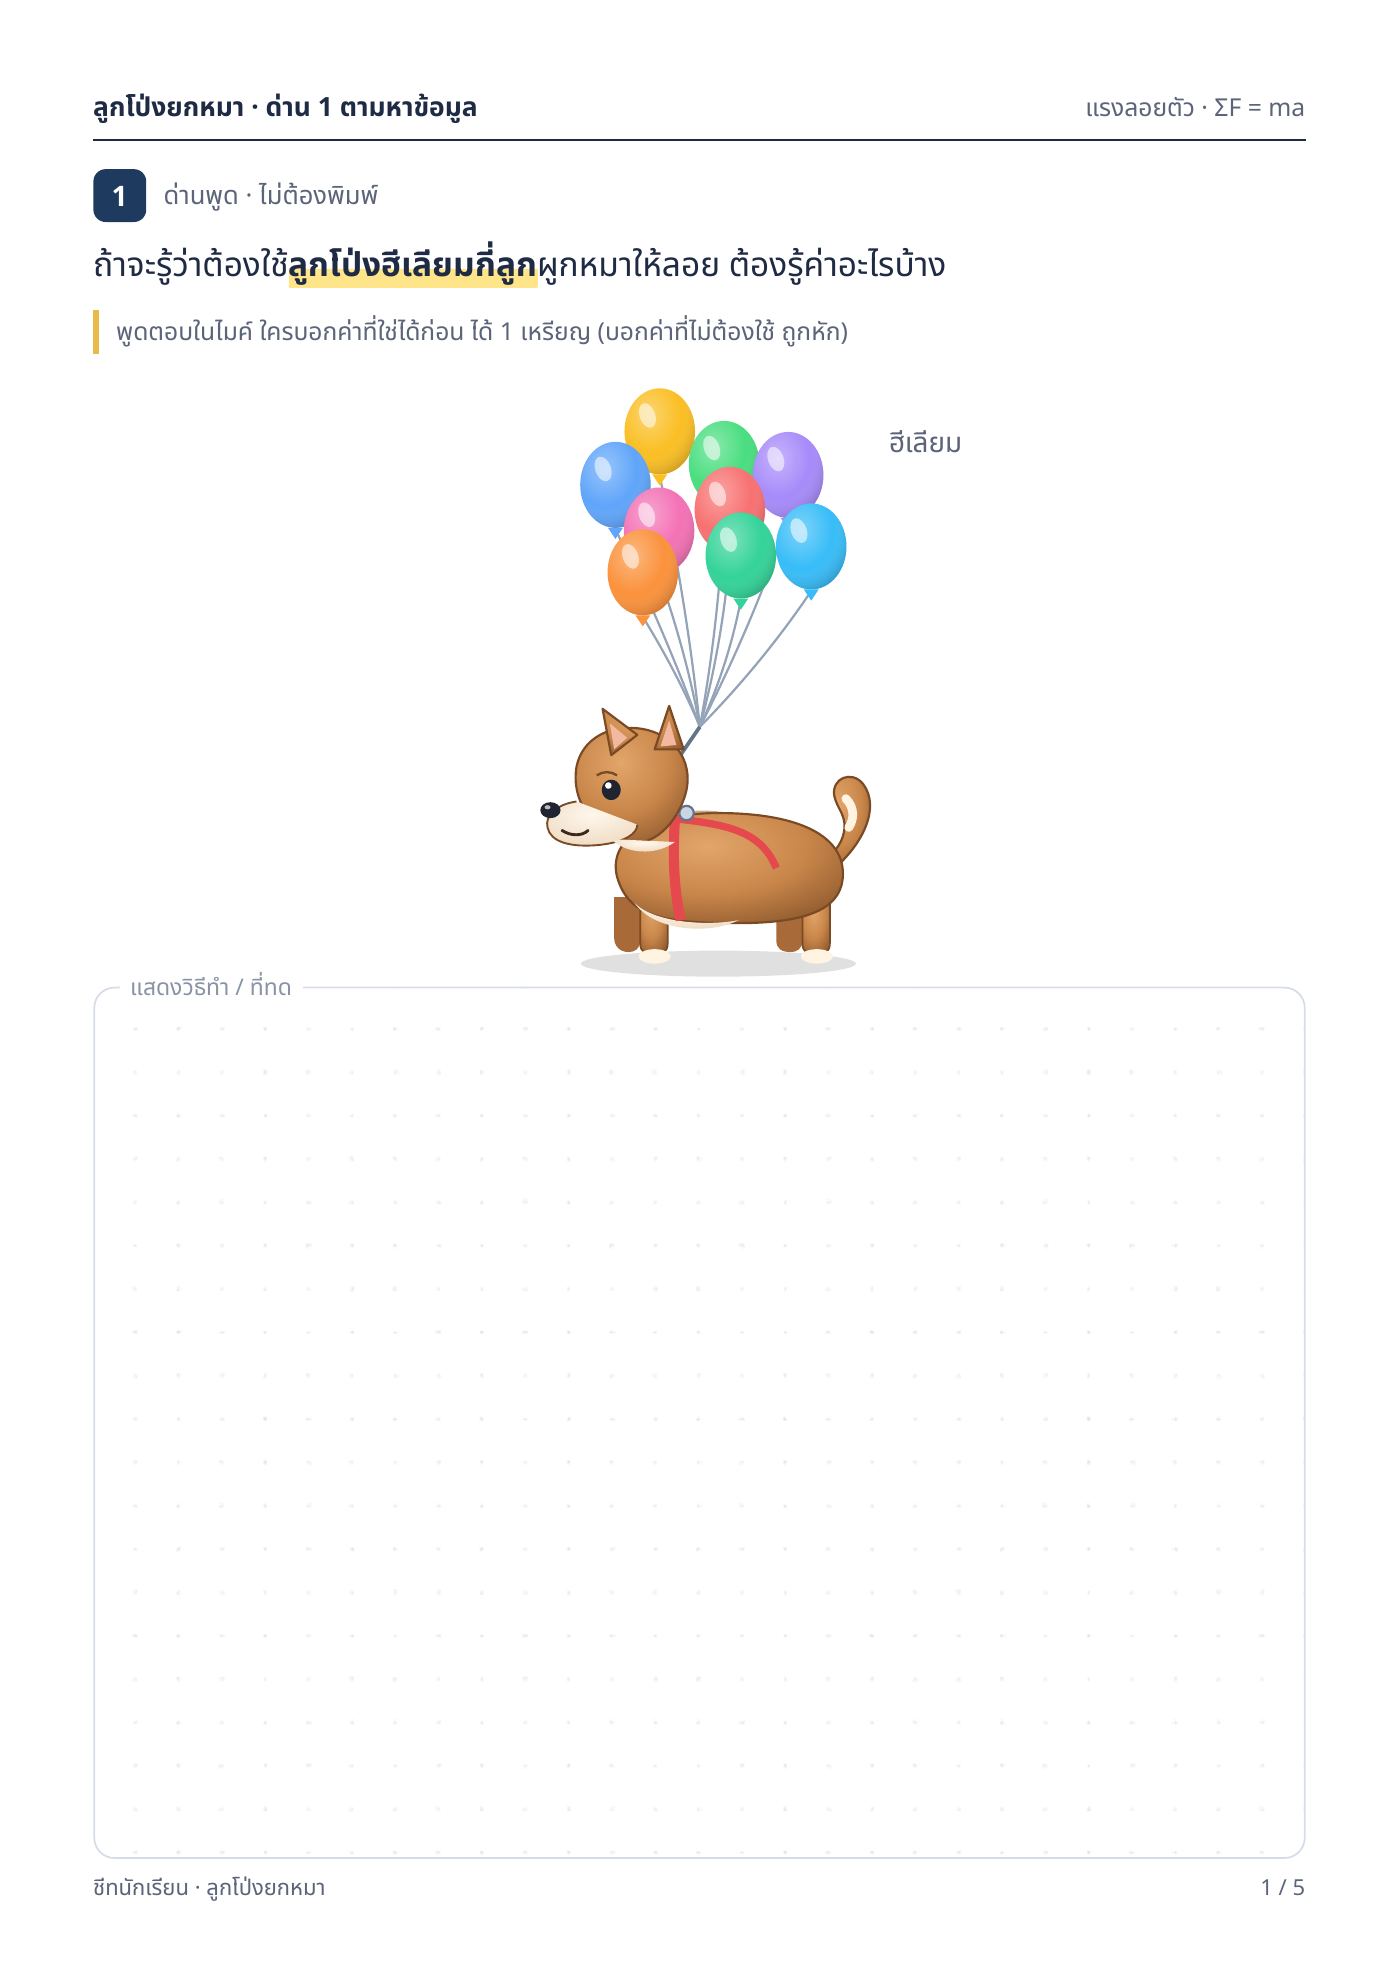 ลูกโป่งยกหมา · ด่าน 1 ตามหาข้อมูล
แรงลอยตัว · ΣF = ma
1 ด่านพูด · ไม่ต้องพิมพ์
ถ้าจะรู้ว่าต้องใช้ลูกโป่งฮีเลียมกี่ลูกผูกหมาให้ลอย ต้องรู้ค่าอะไรบ้าง
พูดตอบในไมค์ ใครบอกค่าที่ใช่ได้ก่อน ได้ 1 เหรียญ (บอกค่าที่ไม่ต้องใช้ ถูกหัก)
ฮีเลียม
แสดงวิธีทำ / ที่ทด
ชีทนักเรียน · ลูกโป่งยกหมา
1 / 5